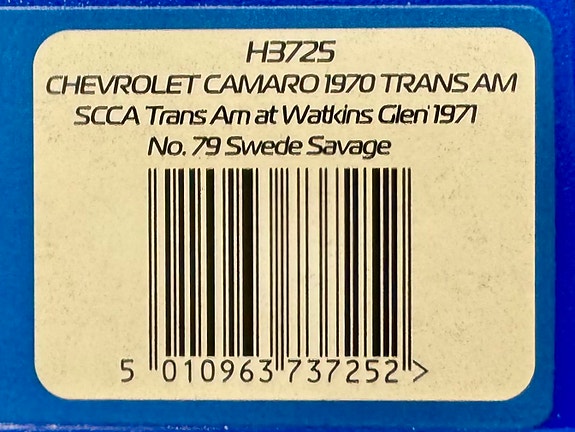 H3725
CHEVROLET CAMARO 1970 TRANS AM
SCCA Trans Am at Watkins Glen' 1971
No. 79 Swede Savage
5 010963 737252 >